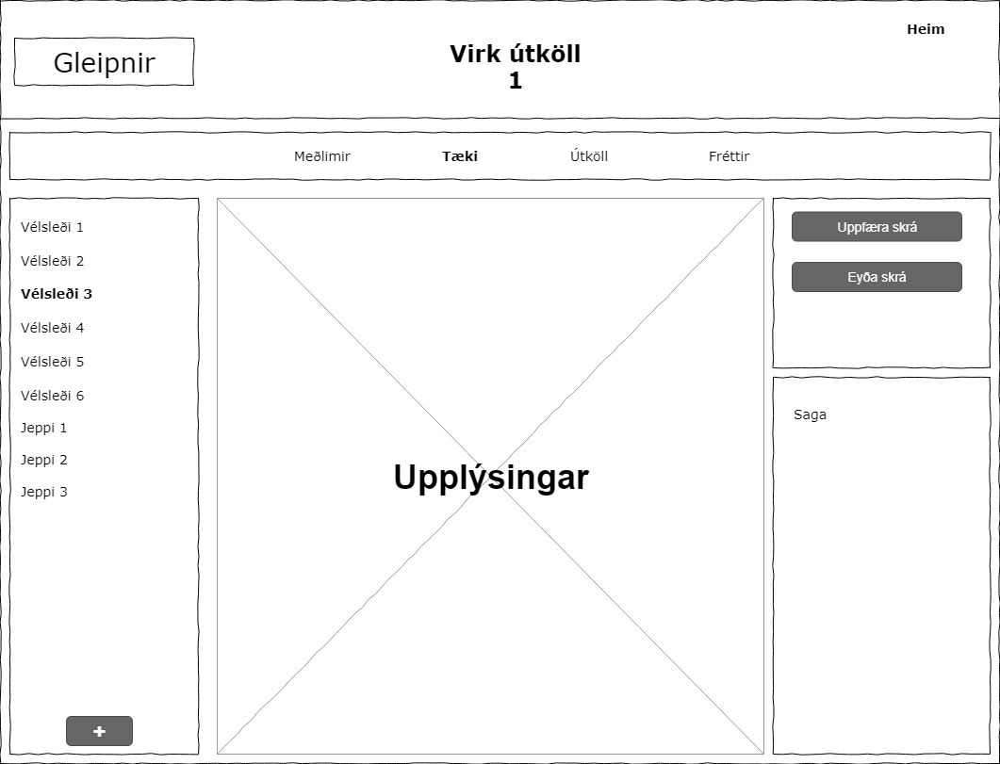 Heim
Gleipnir
Virk útköll
1
Meðlimir
Tæki
Útköll
Fréttir
Vélsleði 1
Vélsleði 2
Vélsleði 3
Vélsleði 4
Vélsleði 5
Vélsleði 6
Jeppi 1
Jeppi 2
Jeppi 3
+
Upplýsingar
Uppfæra skrá
Eyða skrá
Saga